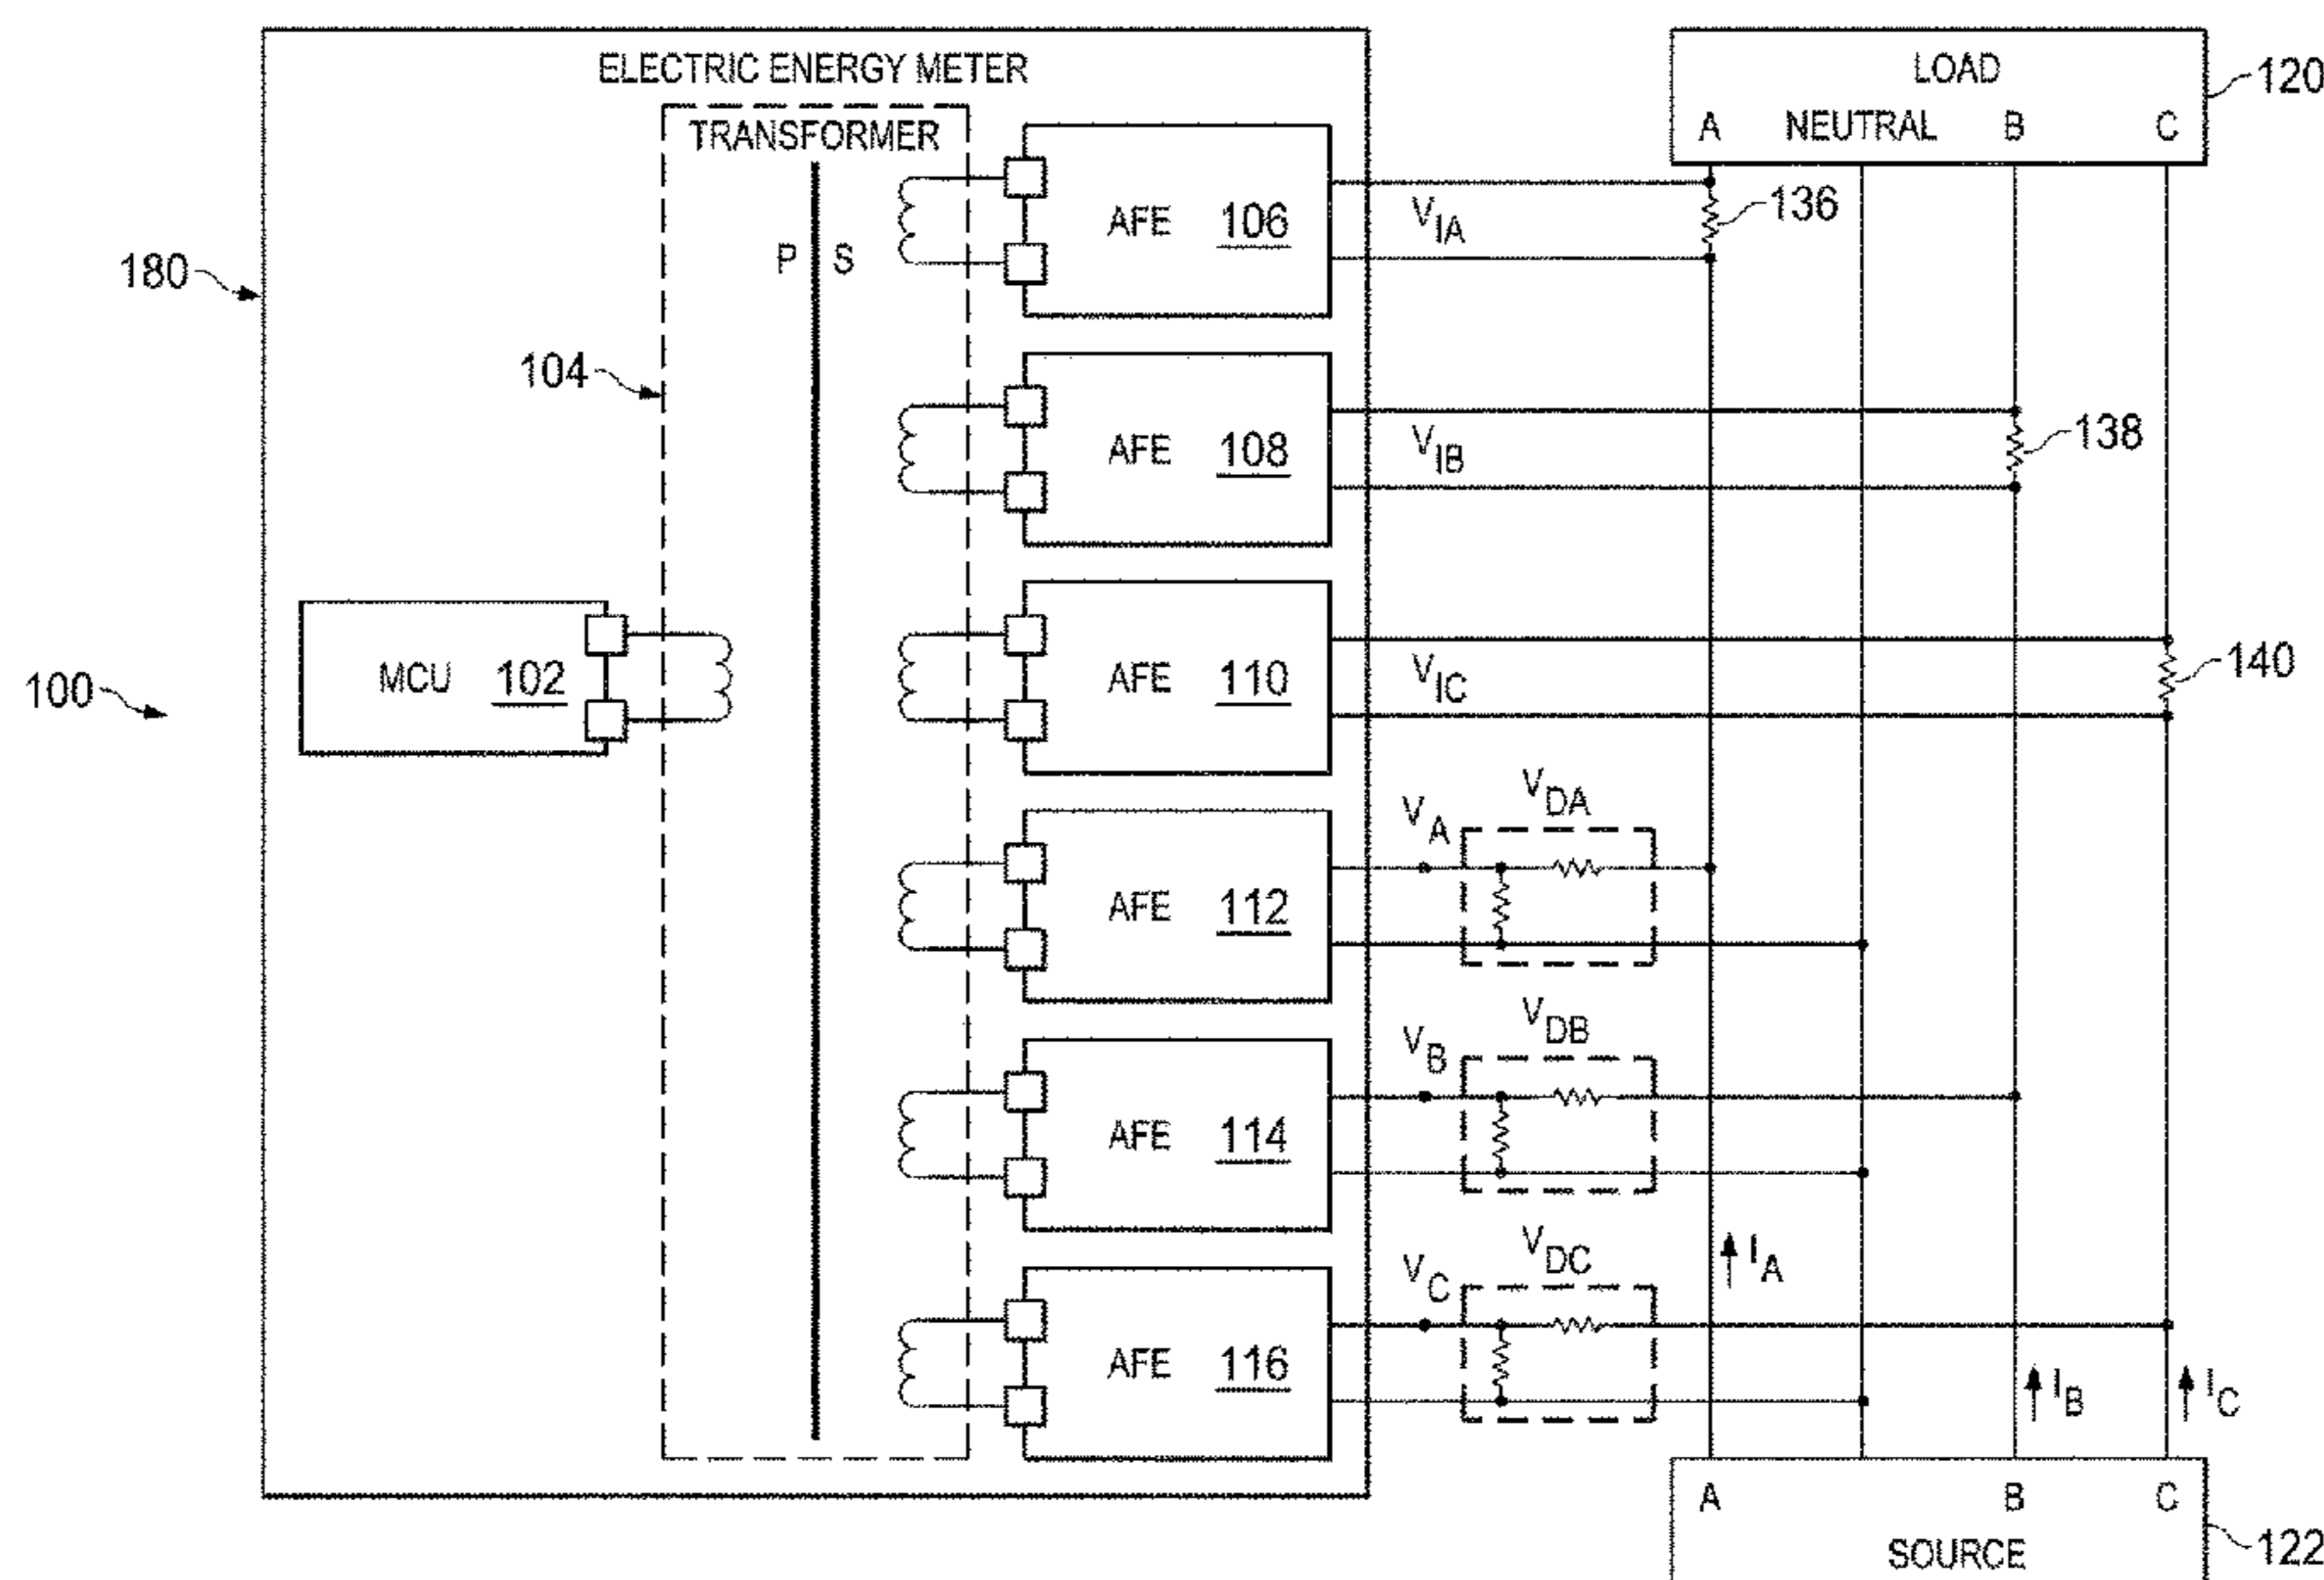 ELECTRIC ENERGY METER
TRANSFORMER
P S
180
104
100
MCU 102
AFE 106
AFE 108
AFE 110
AFE 112
AFE 114
AFE 116
VIA
VIB
VIC
VA
VDA
VB
VDB
VC
VDC
LOAD
A NEUTRAL B C
120
136
138
140
IA
IB
IC
A B C
SOURCE
122